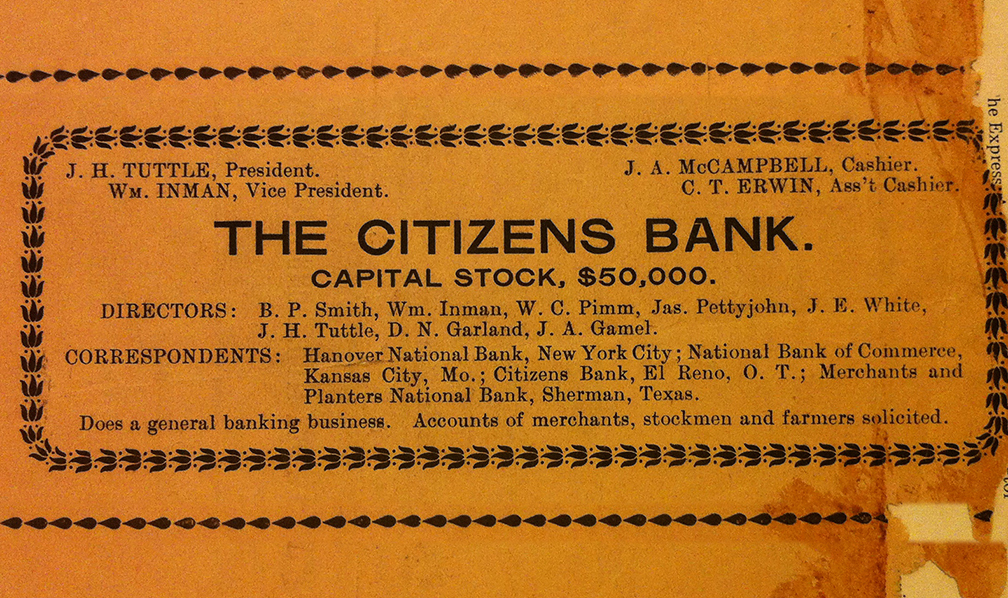 J. H. TUTTLE, President.
J. A. McCAMPBELL, Cashier.
WM. INMAN, Vice President.
C. T. ERWIN, Ass't Cashier.
THE CITIZENS BANK.
CAPITAL STOCK, $50,000.
DIRECTORS: B. P. Smith, Wm. Inman, W. C. Pimm, Jas. Pettyjohn, J. E. White,
J. H. Tuttle, D. N. Garland, J. A. Gamel.
CORRESPONDENTS: Hanover National Bank, New York City; National Bank of Commerce,
Kansas City, Mo.; Citizens Bank, El Reno, O. T.; Merchants and
Planters National Bank, Sherman, Texas.
Does a general banking business. Accounts of merchants, stockmen and farmers solicited.